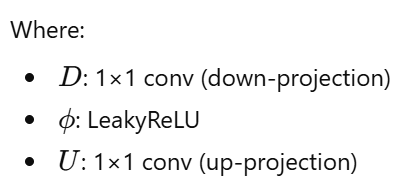 Where:
• D: 1×1 conv (down-projection)
• ϕ: LeakyReLU
• U: 1×1 conv (up-projection)